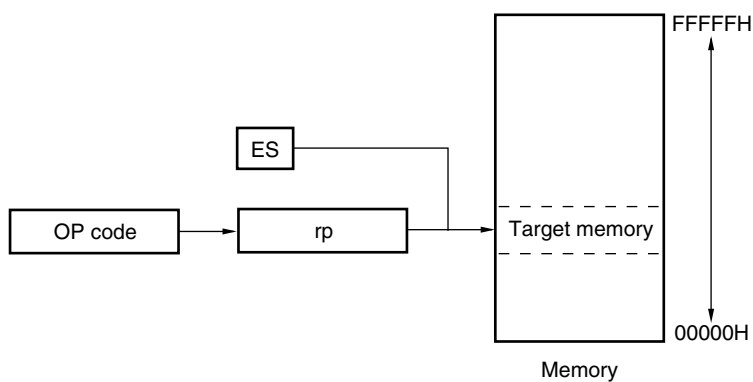 FFFFFH
ES
OP code
rp
Target memory
00000H
Memory